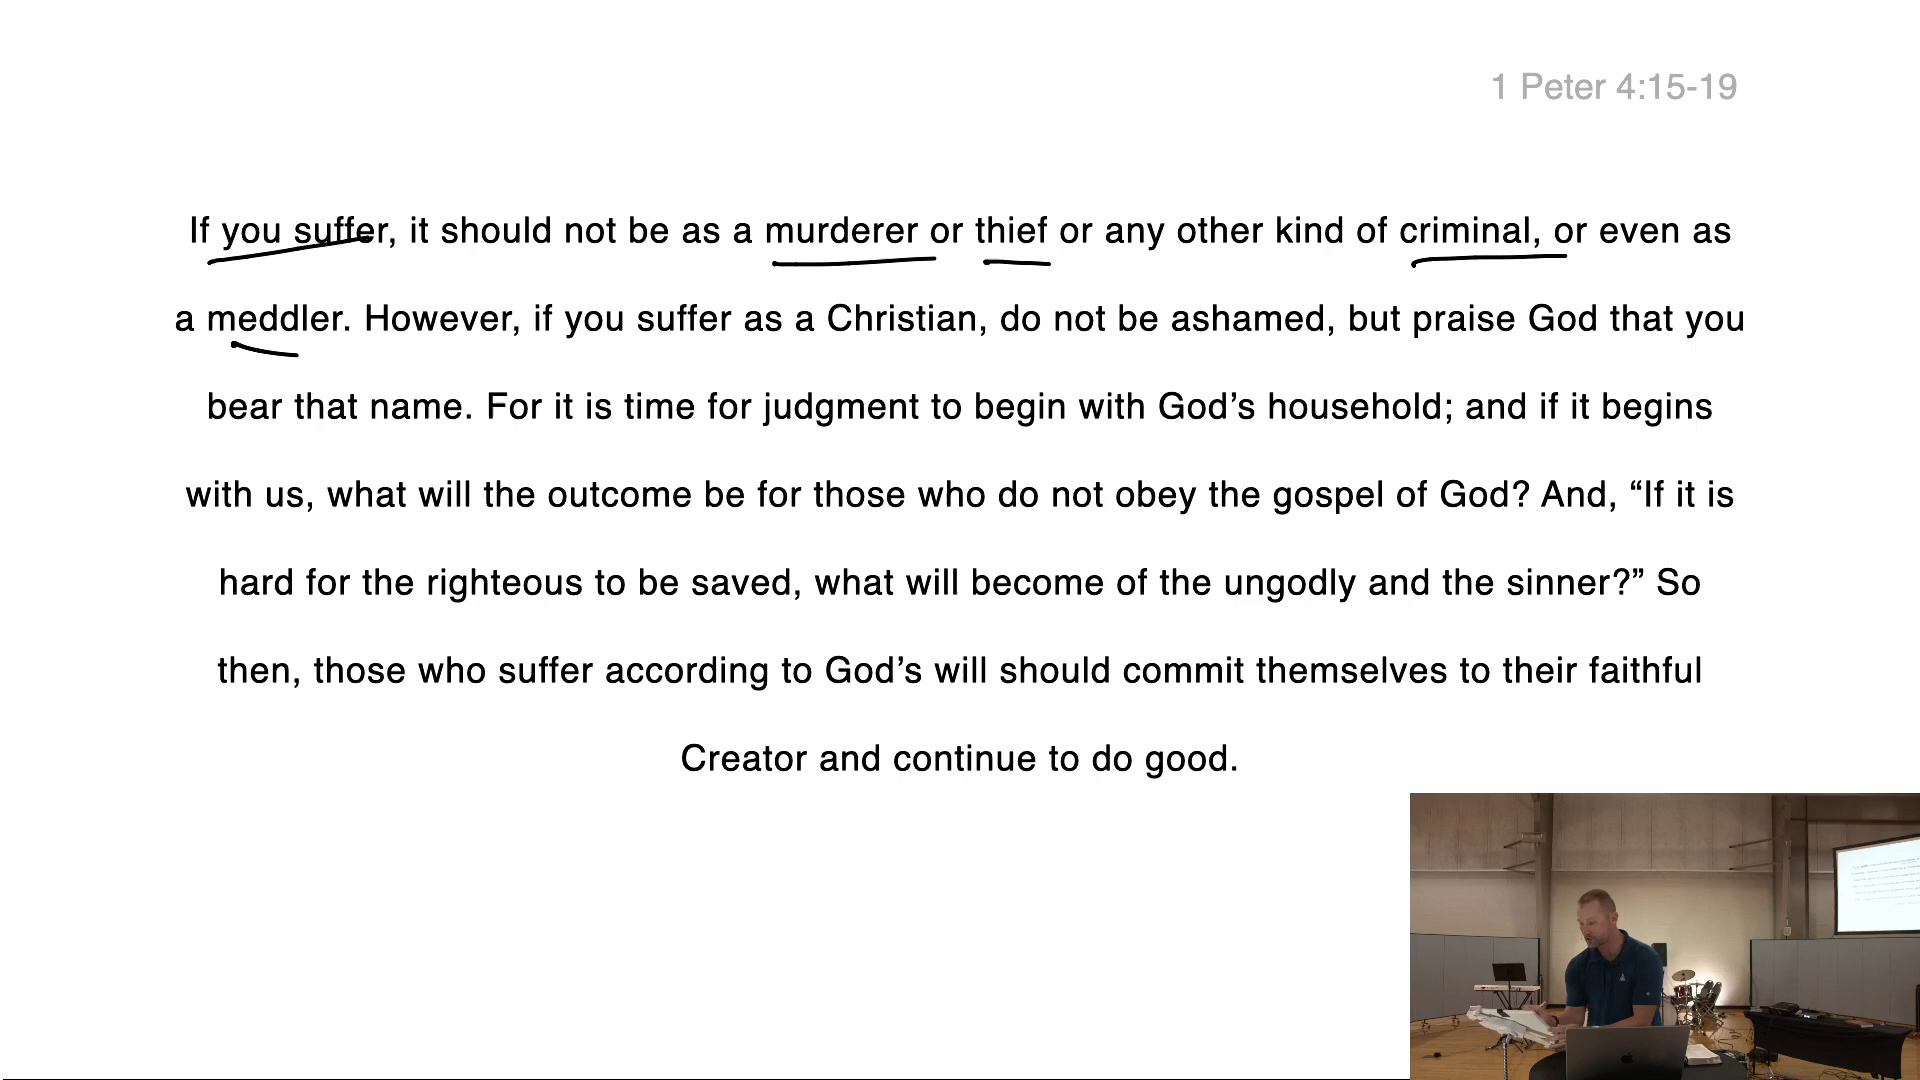 1 Peter 4:15-19
If you suffer, it should not be as a murderer or thief or any other kind of criminal, or even as
a meddler. However, if you suffer as a Christian, do not be ashamed, but praise God that you
bear that name. For it is time for judgment to begin with God’s household; and if it begins
with us, what will the outcome be for those who do not obey the gospel of God? And, “If it is
hard for the righteous to be saved, what will become of the ungodly and the sinner?” So
then, those who suffer according to God’s will should commit themselves to their faithful
Creator and continue to do good.